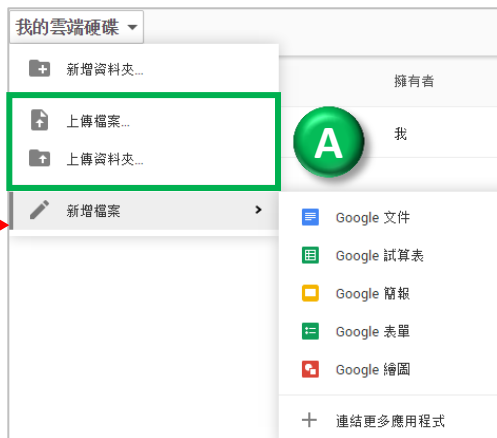 我的雲端硬碟
新增資料夾...
擁有者
上傳檔案...
A
我
上傳資料夾...
新增檔案
Google 文件
Google 試算表
Google 簡報
Google 表單
Google 繪圖
連結更多應用程式